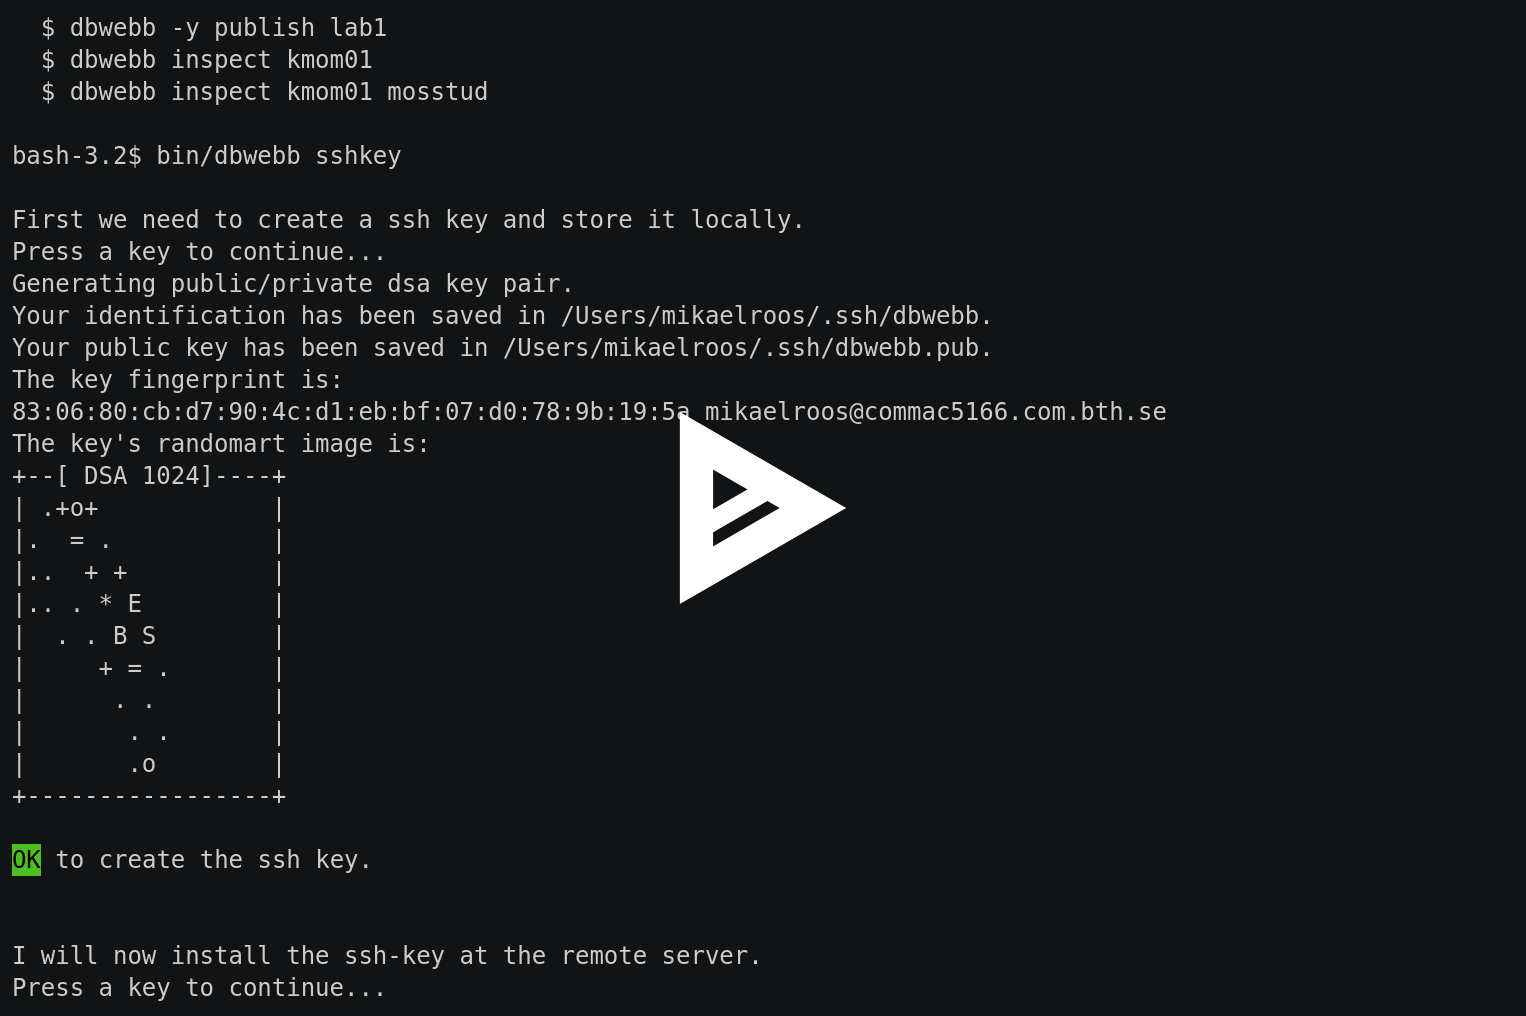 $ dbwebb -y publish lab1
  $ dbwebb inspect kmom01
  $ dbwebb inspect kmom01 mosstud

bash-3.2$ bin/dbwebb sshkey

First we need to create a ssh key and store it locally.
Press a key to continue...
Generating public/private dsa key pair.
Your identification has been saved in /Users/mikaelroos/.ssh/dbwebb.
Your public key has been saved in /Users/mikaelroos/.ssh/dbwebb.pub.
The key fingerprint is:
83:06:80:cb:d7:90:4c:d1:eb:bf:07:d0:78:9b:19:5a mikaelroos@commac5166.com.bth.se
The key's randomart image is:
+--[ DSA 1024]----+
| .+o+            |
|.  = .           |
|..  + +          |
|.. . * E         |
|  . . B S        |
|     + = .       |
|      . .        |
|       . .       |
|       .o        |
+-----------------+

OK to create the ssh key.


I will now install the ssh-key at the remote server.
Press a key to continue...